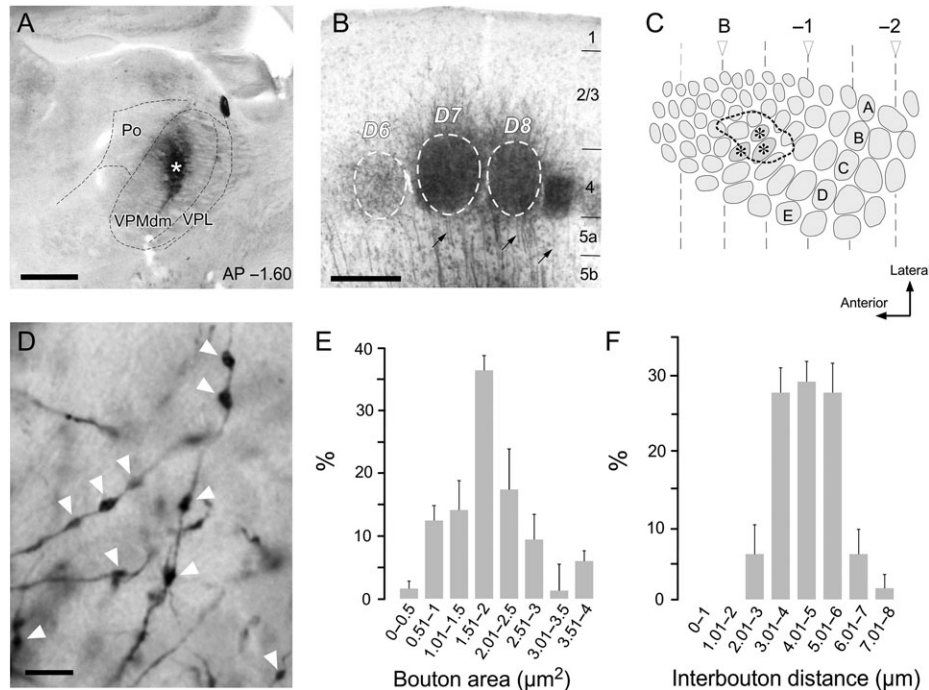 A
Po
*
VPMdm
VPL
AP –1.60
B
D6
D7
D8
1
2/3
4
5a
5b
C
B
–1
–2
A
B
C
D
E
*
* *
Latera
Anterior
D
E
%
40
30
20
10
0
0–0.5
0.51–1
1.01–1.5
1.51–2
2.01–2.5
2.51–3
3.01–3.5
3.51–4
Bouton area (µm²)
F
%
30
20
10
0
0–1
1.01–2
2.01–3
3.01–4
4.01–5
5.01–6
6.01–7
7.01–8
Interbouton distance (µm)